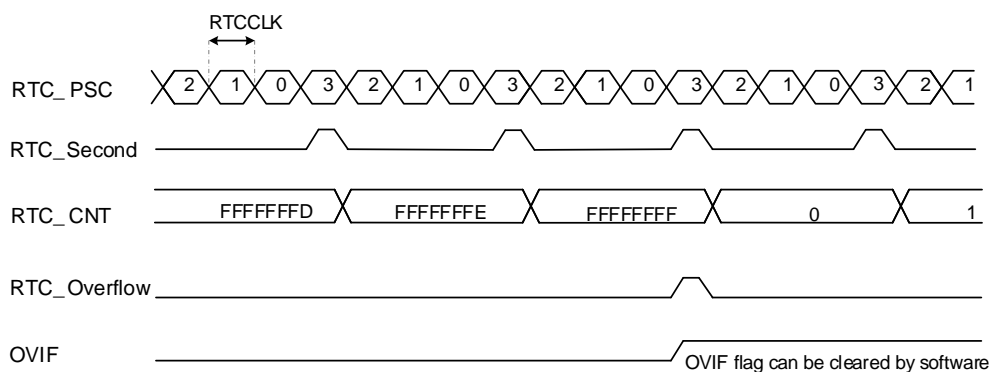 RTCCLK
RTC_PSC 2 1 0 3 2 1 0 3 2 1 0 3 2 1 0 3 2 1
RTC_Second
RTC_CNT FFFFFFFD FFFFFFFE FFFFFFFF 0 1
RTC_Overflow
OVIF
OVIF flag can be cleared by software